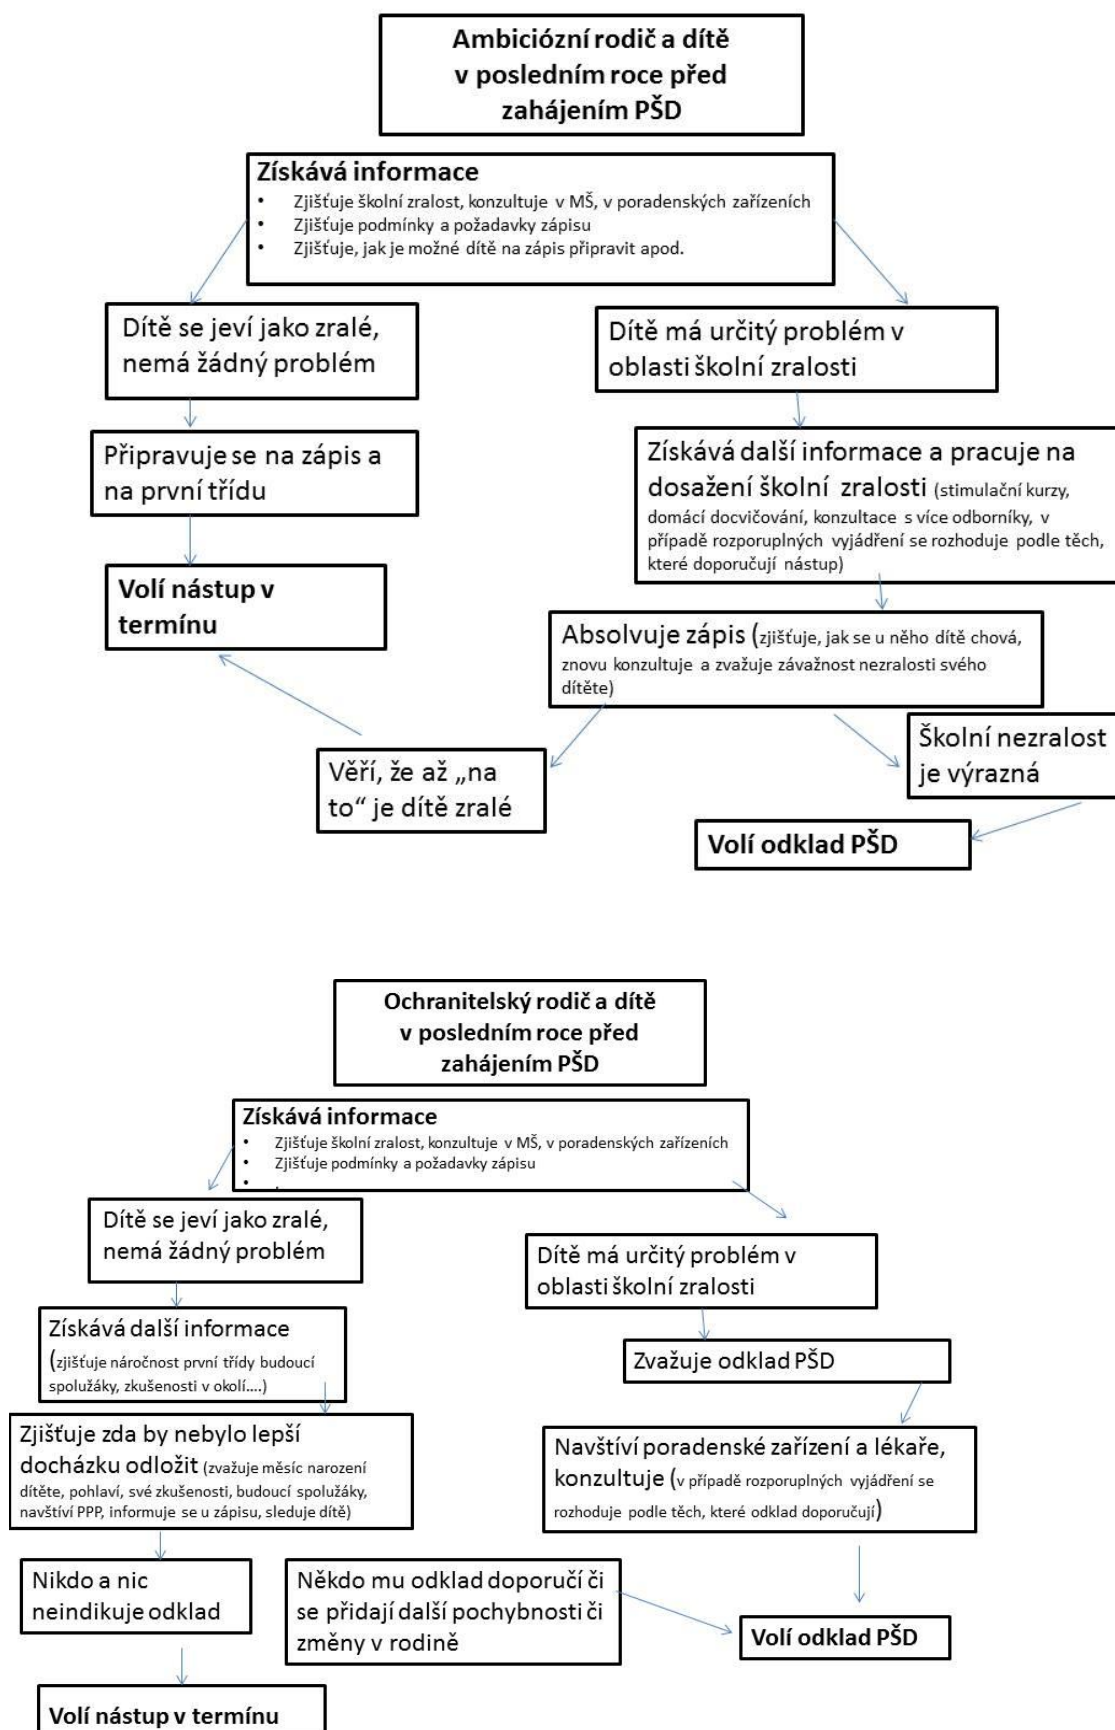 Ambiciózní rodič a dítě
v posledním roce před
zahájením PŠD
Získává informace
• Zjišťuje školní zralost, konzultuje v MŠ, v poradenských zařízeních
• Zjišťuje podmínky a požadavky zápisu
• Zjišťuje, jak je možné dítě na zápis připravit apod.
Dítě se jeví jako zralé,
nemá žádný problém
Dítě má určitý problém v
oblasti školní zralosti
Připravuje se na zápis a
na první třídu
Získává další informace a pracuje na
dosažení školní zralosti (stimulační kurzy,
domácí docvičování, konzultace s více odborníky, v
případě rozporuplných vyjádření se rozhoduje podle těch,
které doporučují nástup)
Volí nástup v
termínu
Absolvuje zápis (zjišťuje, jak se u něho dítě chová,
znovu konzultuje a zvažuje závažnost nezralosti svého
dítěte)
Školní nezralost
je výrazná
Věří, že až „na
to“ je dítě zralé
Volí odklad PŠD
Ochranitelský rodič a dítě
v posledním roce před
zahájením PŠD
Získává informace
• Zjišťuje školní zralost, konzultuje v MŠ, v poradenských zařízeních
• Zjišťuje podmínky a požadavky zápisu
• .
Dítě se jeví jako zralé,
nemá žádný problém
Dítě má určitý problém v
oblasti školní zralosti
Získává další informace
(zjišťuje náročnost první třídy budoucí
spolužáky, zkušenosti v okolí....)
Zvažuje odklad PŠD
Zjišťuje zda by nebylo lepší
docházku odložit (zvažuje měsíc narození
dítěte, pohlaví, své zkušenosti, budoucí spolužáky,
navštíví PPP, informuje se u zápisu, sleduje dítě)
Navštíví poradenské zařízení a lékaře,
konzultuje (v případě rozporuplných vyjádření se
rozhoduje podle těch, které odklad doporučují)
Nikdo a nic
neindikuje odklad
Někdo mu odklad doporučí či
se přidají další pochybnosti či
změny v rodině
Volí odklad PŠD
Volí nástup v termínu